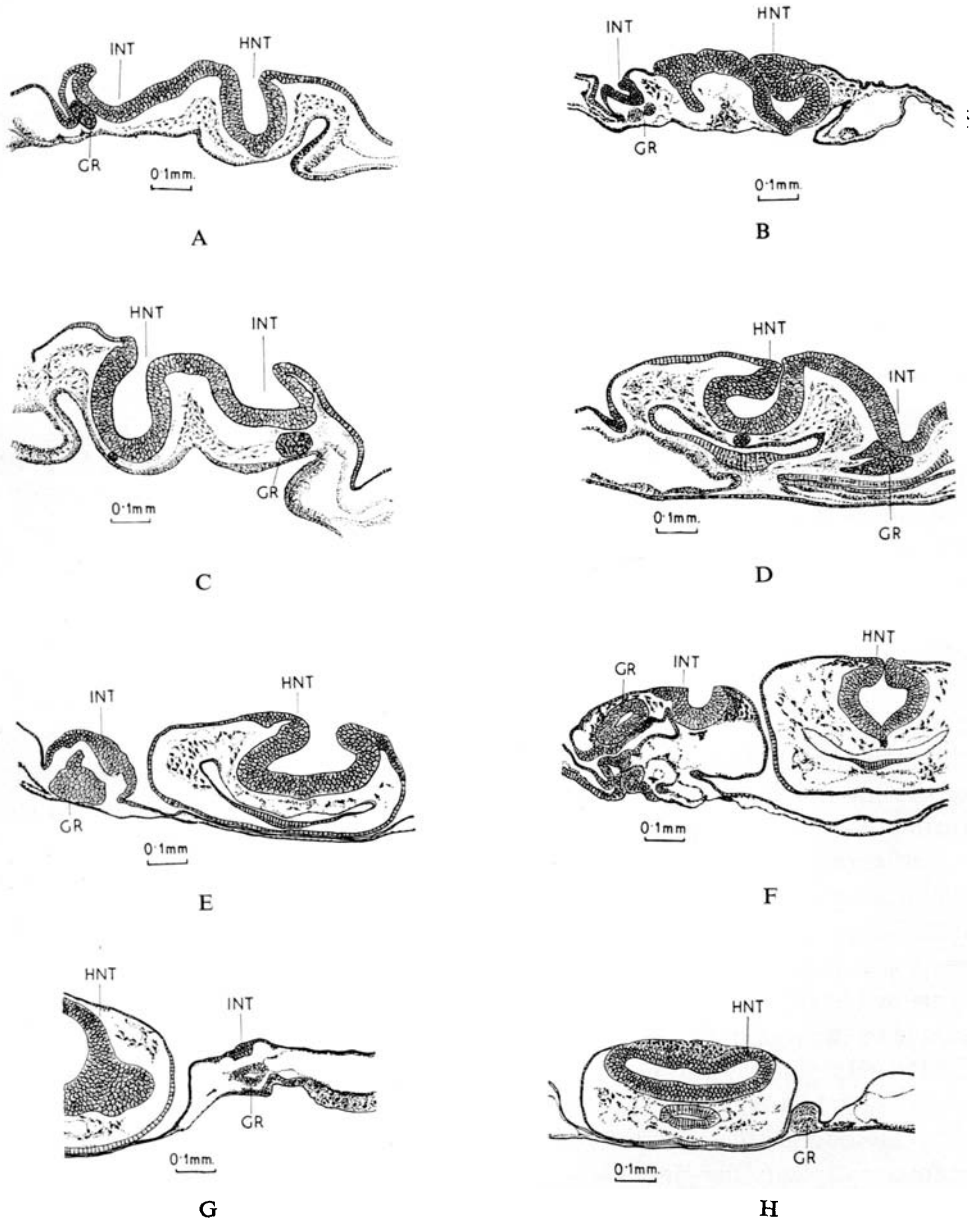 INT HNT
GR
0·1mm.
A
HNT
INT
GR
0·1mm.
B
HNT
INT
GR
0·1mm
C
HNT
INT
0·1mm.
GR
D
HNT
INT
GR
0·1mm
E
HNT
GR INT
0·1mm
F
HNT
INT
GR
0·1mm.
G
HNT
GR
0·1mm.
H